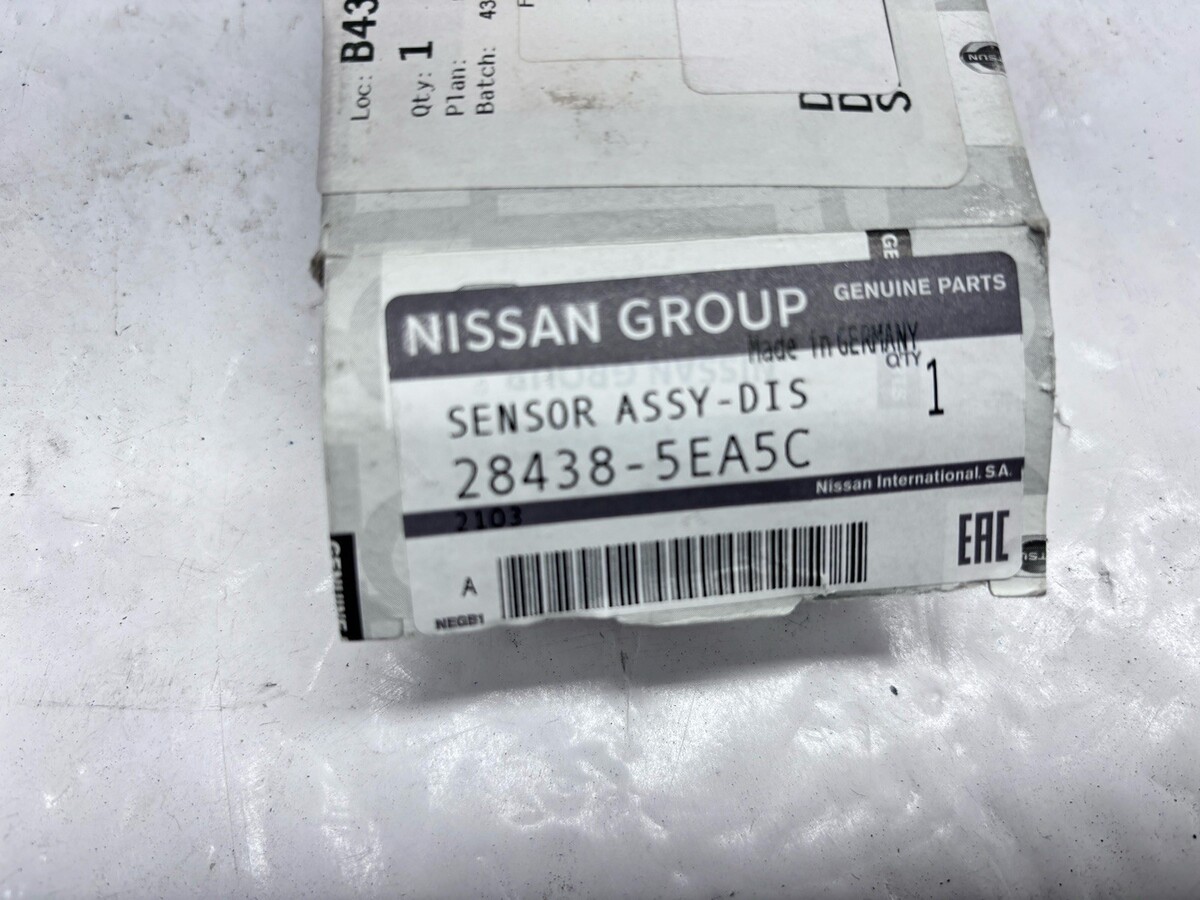 Loc: B43
Qty: 1
Plan:
Batch: 43
NISSAN GROUP
GENUINE PARTS
Made in GERMANY
QTY
1
SENSOR ASSY-DIS
28438-5EA5C
Nissan International. S.A.
2103
A
NEGB1
EAC